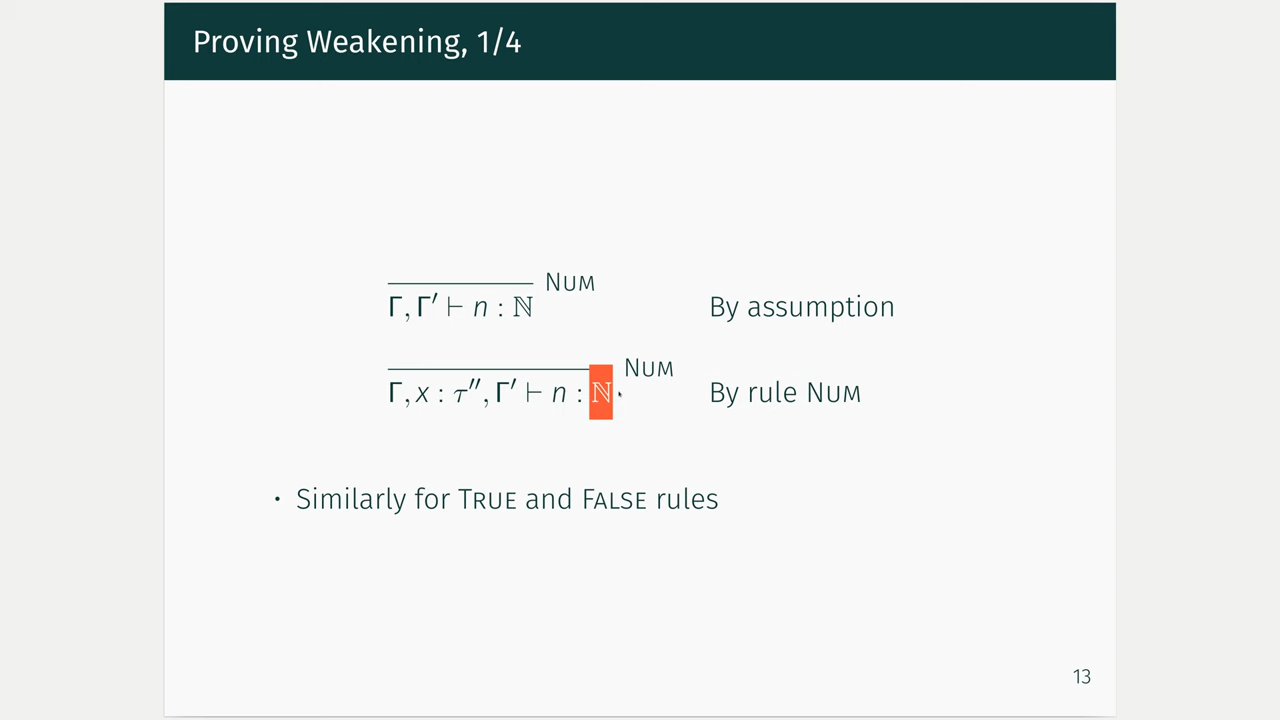 Proving Weakening, 1/4
Num
Γ, Γ′ ⊢ n : ℕ By assumption
Num
Γ, x : τ″, Γ′ ⊢ n : ℕ By rule Num
• Similarly for True and False rules
13